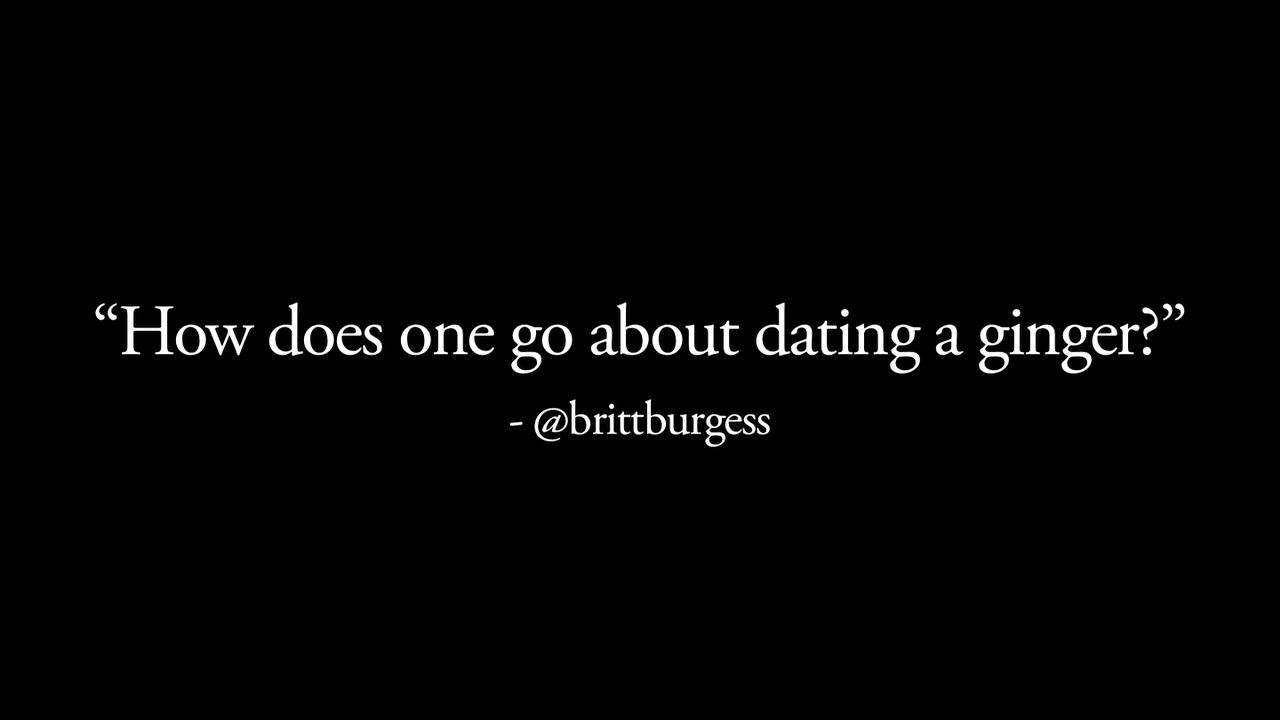 “How does one go about dating a ginger?”
- @brittburgess